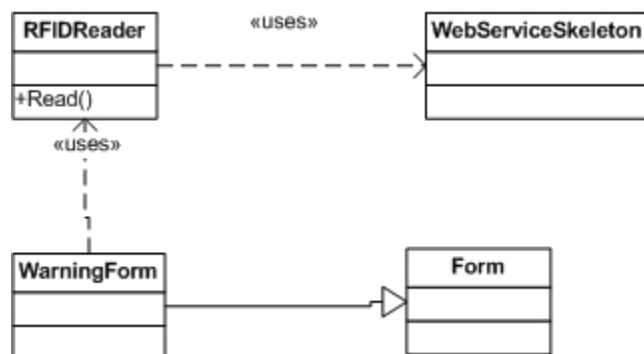 RFIDReader
«uses»
WebServiceSkeleton
+Read()
«uses»
WarningForm
Form